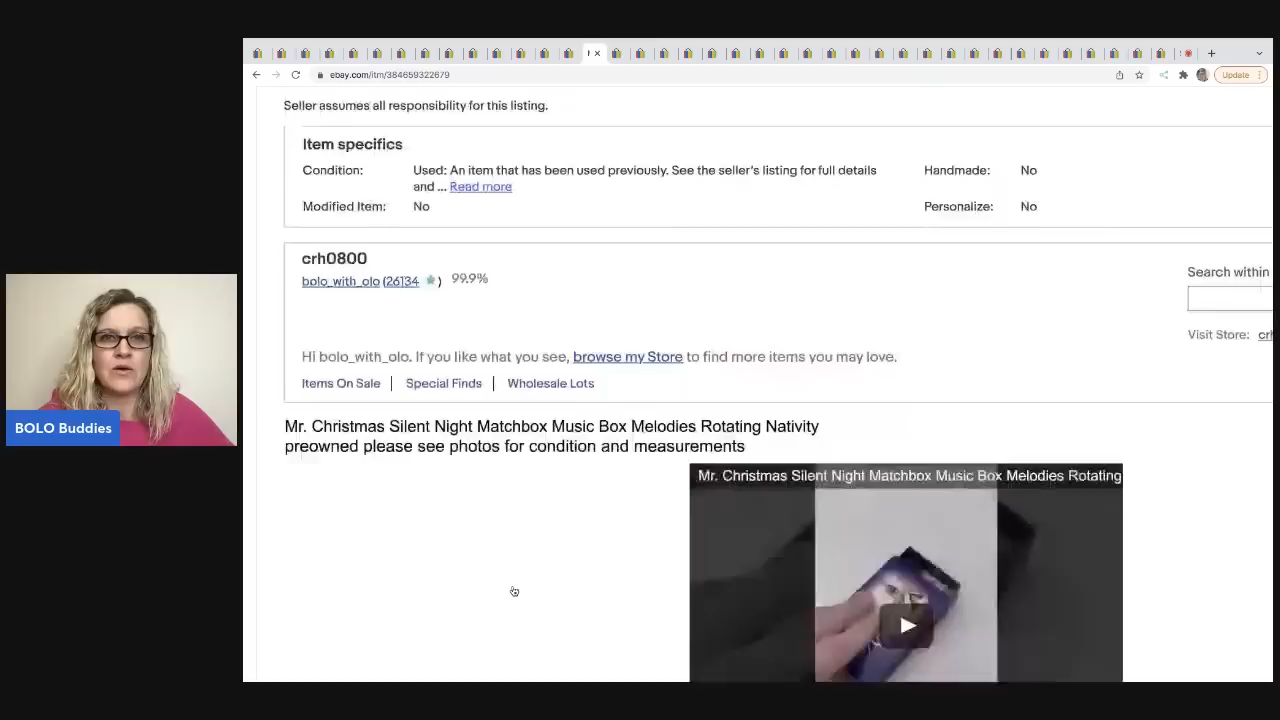 ebay.com/itm/384659322679
Update
Seller assumes all responsibility for this listing.
Item specifics
Condition: Used: An item that has been used previously. See the seller's listing for full details Handmade: No
and ... Read more
Modified Item: No Personalize: No
crh0800
bolo_with_olo (26134 ) 99.9%
Search within
Visit Store:
Hi bolo_with_olo. If you like what you see, browse my Store to find more items you may love.
Items On Sale Special Finds Wholesale Lots
BOLO Buddies
Mr. Christmas Silent Night Matchbox Music Box Melodies Rotating Nativity
preowned please see photos for condition and measurements
Mr. Christmas Silent Night Matchbox Music Box Melodies Rotating